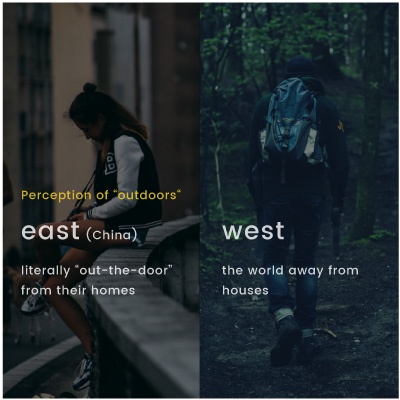 Perception of "outdoors"
east (China)
literally "out-the-door"
from their homes
west
the world away from
houses